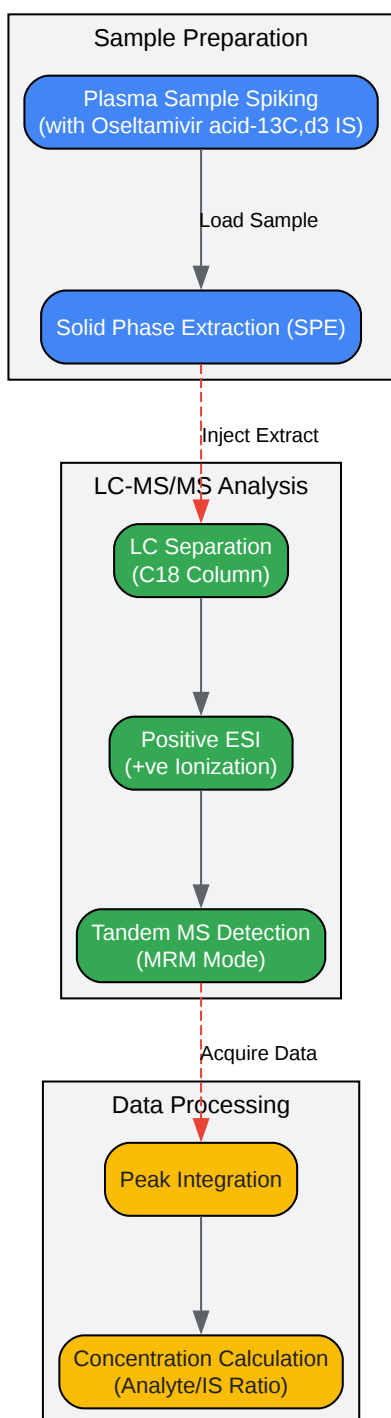 Sample Preparation
Plasma Sample Spiking
(with Oseltamivir acid-13C,d3 IS)
Load Sample
Solid Phase Extraction (SPE)
Inject Extract
LC-MS/MS Analysis
LC Separation
(C18 Column)
Positive ESI
(+ve Ionization)
Tandem MS Detection
(MRM Mode)
Acquire Data
Data Processing
Peak Integration
Concentration Calculation
(Analyte/IS Ratio)